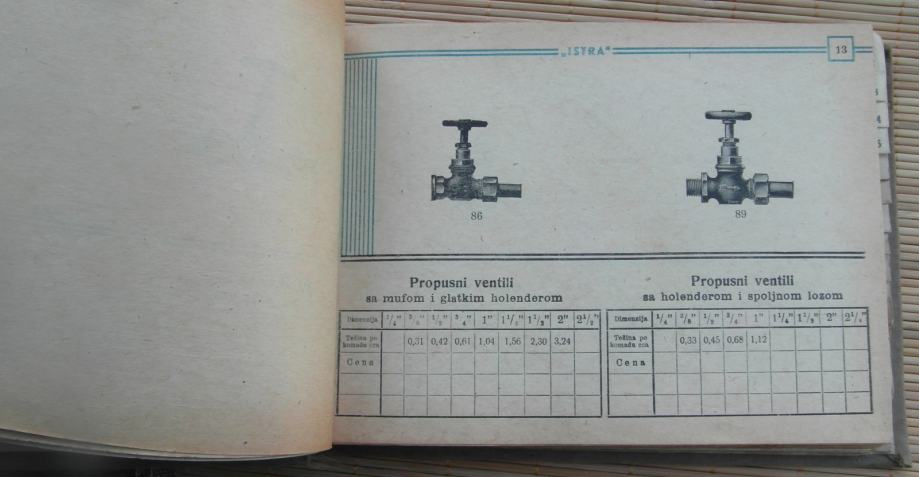 „ISTRA"
13
86
89
Propusni ventili
sa mufom i glatkim holenderom
Dimenzija 1/4" 3/8" 1/2" 3/4" 1" 1 1/4" 1 1/2" 2" 2 1/2"
Težina po komadu cca 0,31 0,42 0,61 1,04 1,56 2,30 3,24
Cena
Propusni ventili
sa holenderom i spoljnom lozom
Dimenzija 1/4" 3/8" 1/2" 3/4" 1" 1 1/4" 1 1/2" 2" 2 1/2"
Težina po komadu cca 0,33 0,45 0,68 1,12
Cena